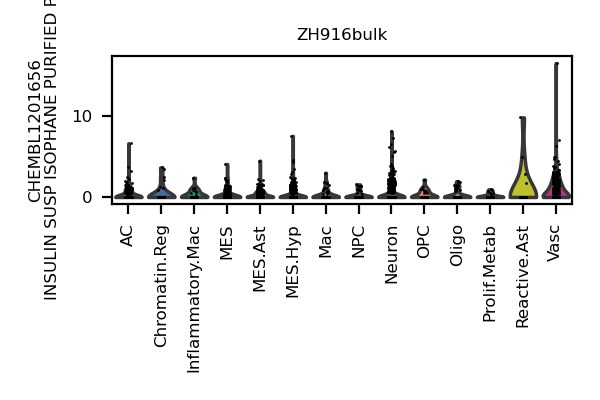 ZH916bulk
CHEMBL1201656
INSULIN SUSP ISOPHANE PURIFIED
10
0
AC
Chromatin.Reg
Inflammatory.Mac
MES
MES.Ast
MES.Hyp
Mac
NPC
Neuron
OPC
Oligo
Prolif.Metab
Reactive.Ast
Vasc